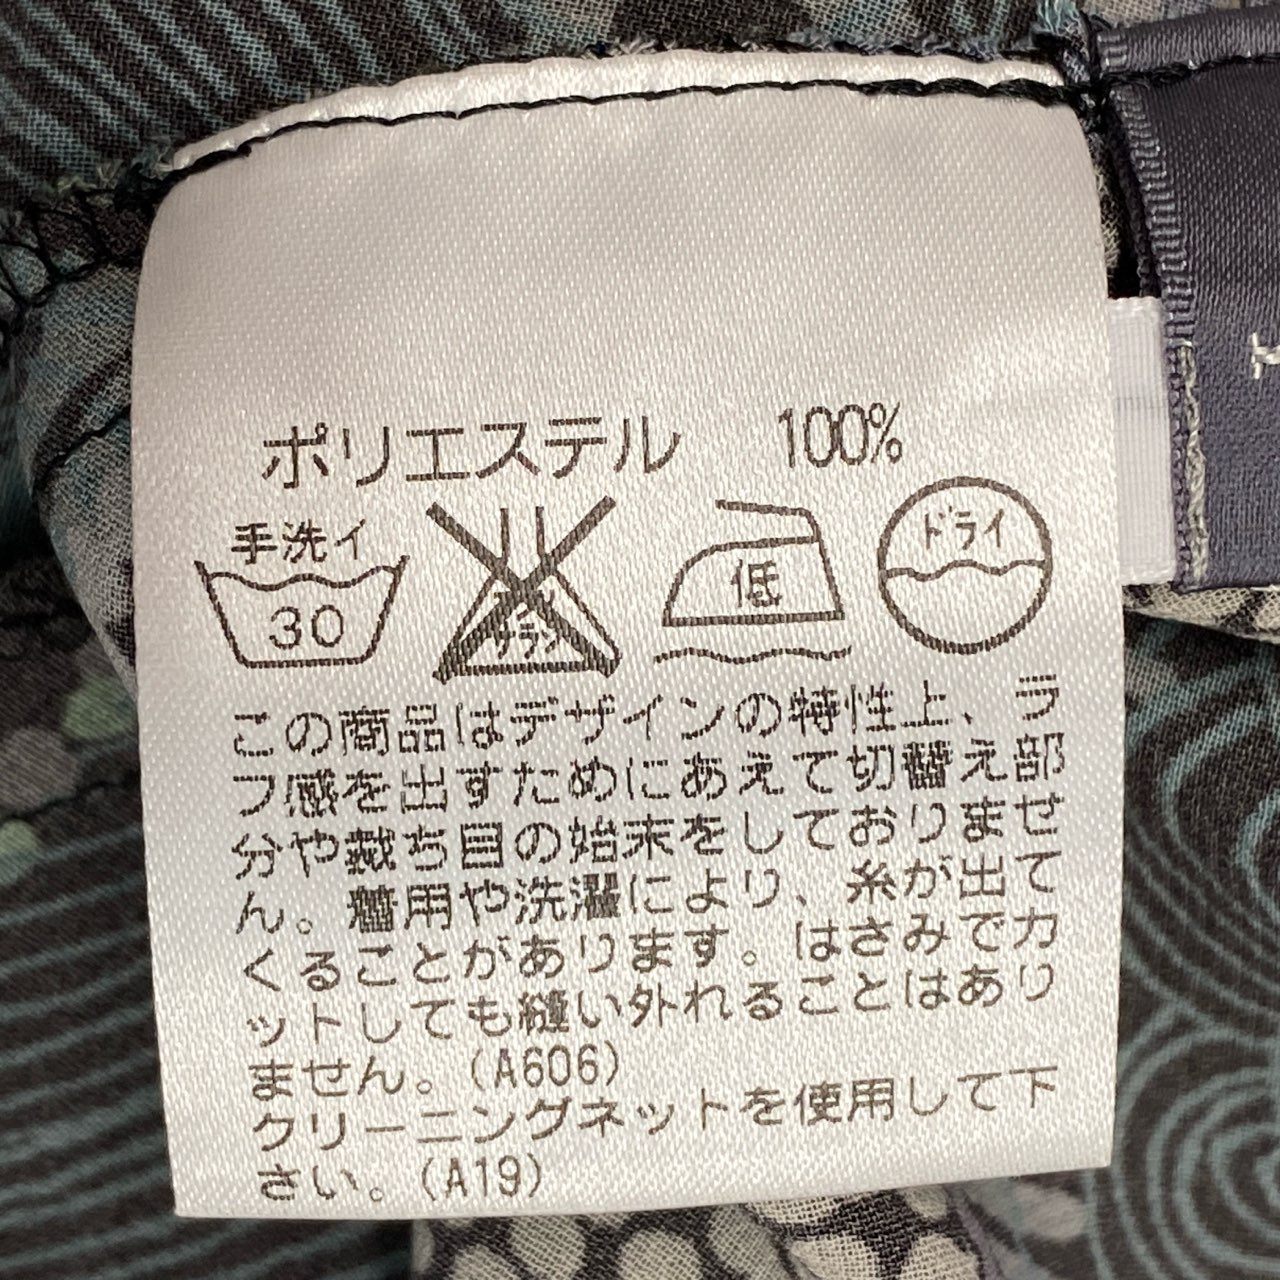 ポリエステル 100%
手洗イ
30
エンソ
サラシ
低
ドライ
この商品はデザインの特性上、ラ
フ感を出すためにあえて切替え部
分や裁ち目の始末をしておりませ
ん。着用や洗濯により、糸が出て
くることがあります。はさみでカ
ットしても縫い外れることはあり
ません。(A606)
クリーニングネットを使用して下
さい。(A19)